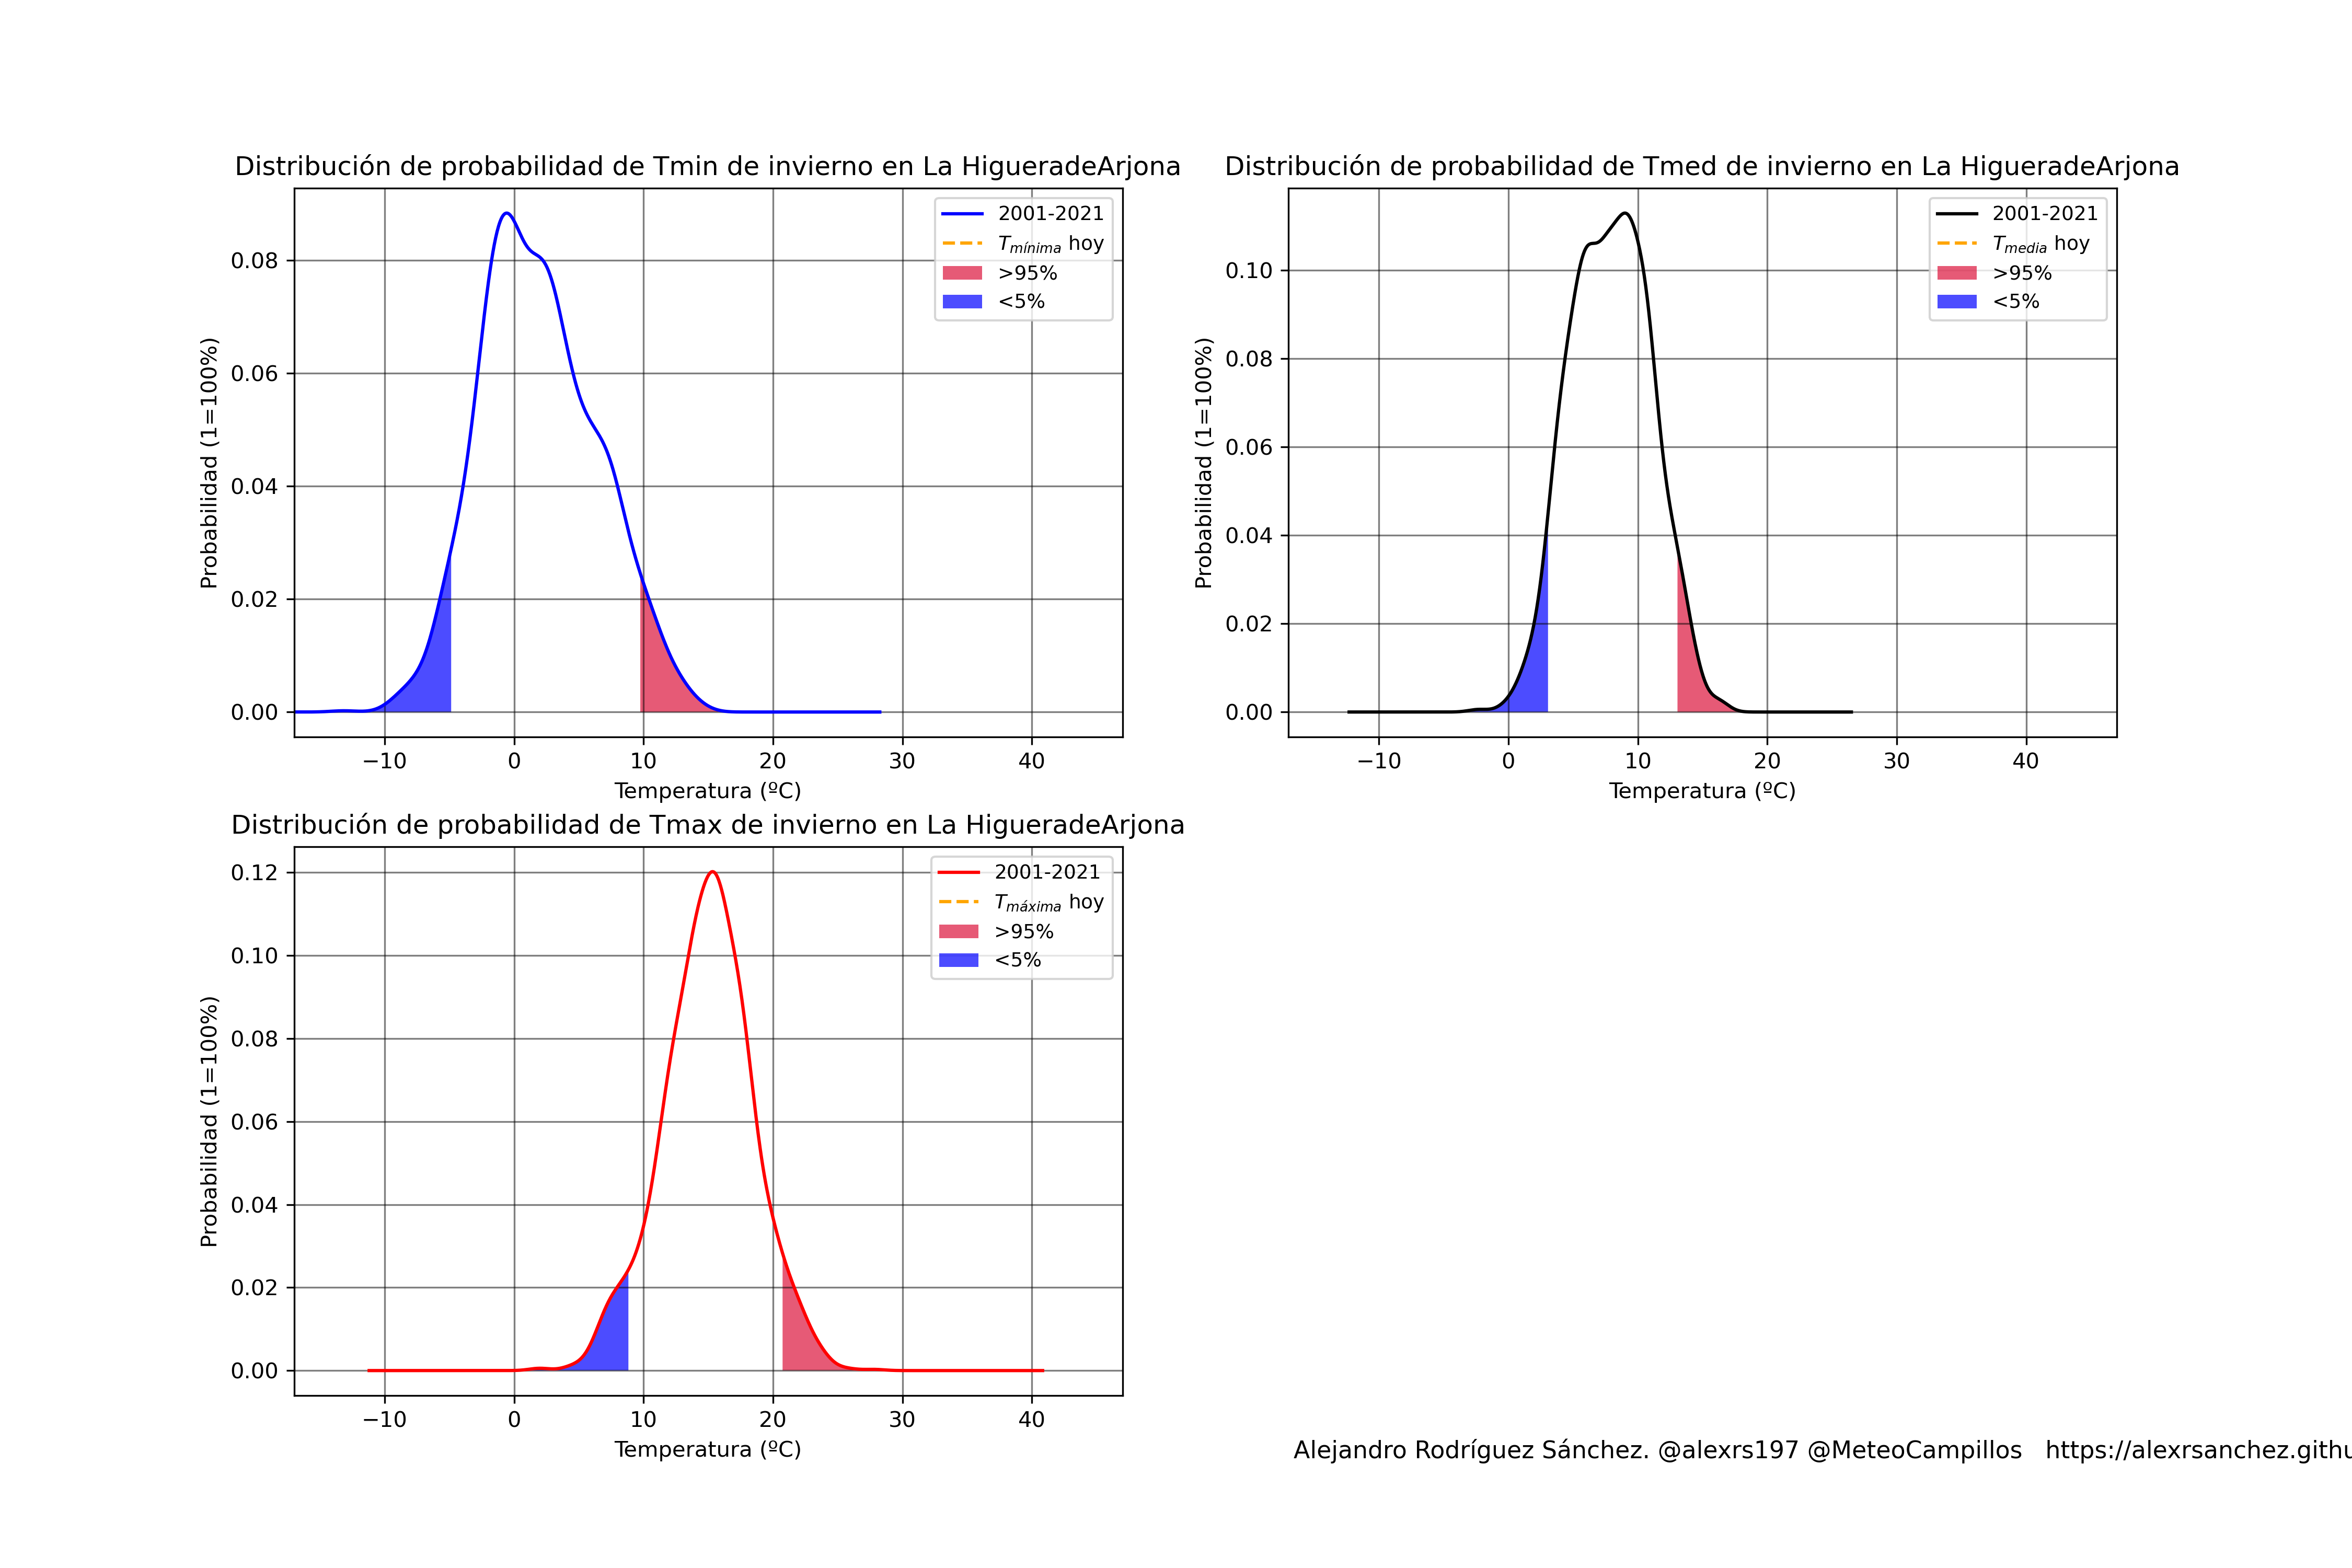 Distribución de probabilidad de Tmin de invierno en La HigueradeArjona
Probabilidad (1=100%)
0.08
0.06
0.04
0.02
0.00
−10 0 10 20 30 40
Temperatura (ºC)
2001-2021
Tmínima hoy
>95%
<5%
Distribución de probabilidad de Tmed de invierno en La HigueradeArjona
Probabilidad (1=100%)
0.10
0.08
0.06
0.04
0.02
0.00
−10 0 10 20 30 40
Temperatura (ºC)
2001-2021
Tmedia hoy
>95%
<5%
Distribución de probabilidad de Tmax de invierno en La HigueradeArjona
Probabilidad (1=100%)
0.12
0.10
0.08
0.06
0.04
0.02
0.00
−10 0 10 20 30 40
Temperatura (ºC)
2001-2021
Tmáxima hoy
>95%
<5%
Alejandro Rodríguez Sánchez. @alexrs197 @MeteoCampillos https://alexrsanchez.githu